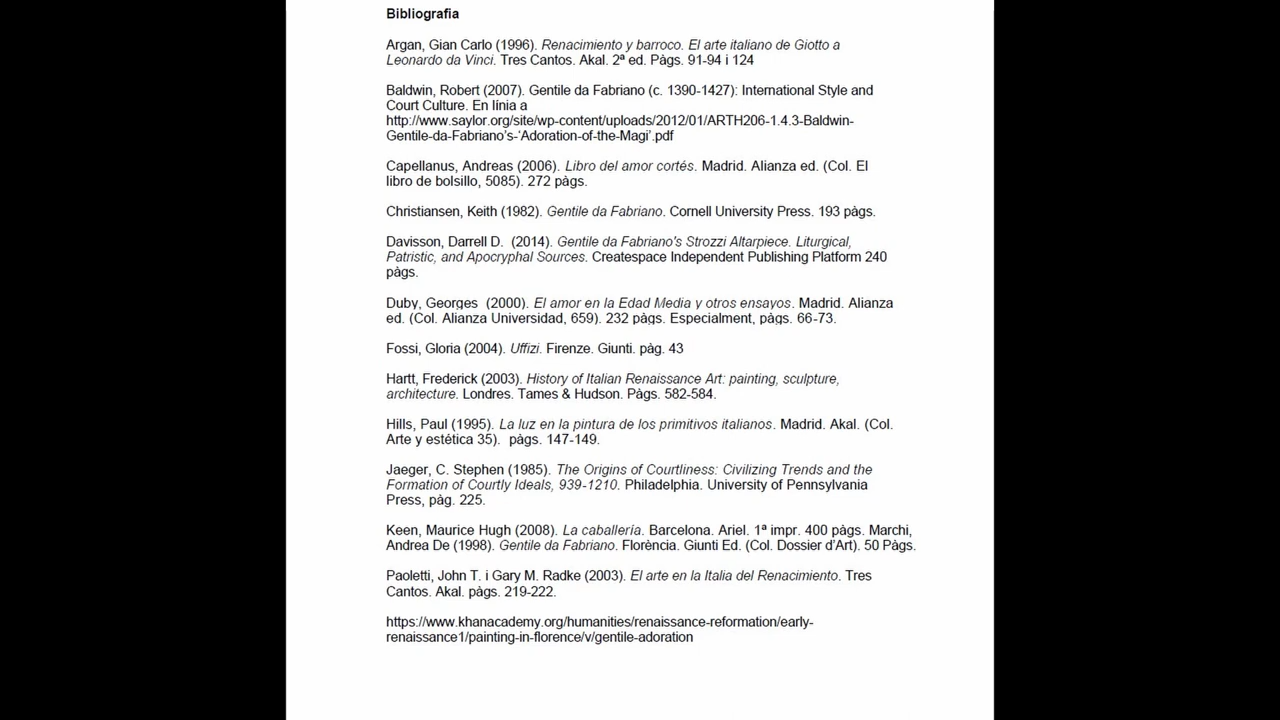 Bibliografia
Argan, Gian Carlo (1996). Renacimiento y barroco. El arte italiano de Giotto a
Leonardo da Vinci. Tres Cantos. Akal. 2ª ed. Pàgs. 91-94 i 124
Baldwin, Robert (2007). Gentile da Fabriano (c. 1390-1427): International Style and
Court Culture. En línia a
http://www.saylor.org/site/wp-content/uploads/2012/01/ARTH206-1.4.3-Baldwin-
Gentile-da-Fabriano's-'Adoration-of-the-Magi'.pdf
Capellanus, Andreas (2006). Libro del amor cortés. Madrid. Alianza ed. (Col. El
libro de bolsillo, 5085). 272 pàgs.
Christiansen, Keith (1982). Gentile da Fabriano. Cornell University Press. 193 pàgs.
Davisson, Darrell D.  (2014). Gentile da Fabriano's Strozzi Altarpiece. Liturgical,
Patristic, and Apocryphal Sources. Createspace Independent Publishing Platform 240
pàgs.
Duby, Georges  (2000). El amor en la Edad Media y otros ensayos. Madrid. Alianza
ed. (Col. Alianza Universidad, 659). 232 pàgs. Especialment, pàgs. 66-73.
Fossi, Gloria (2004). Uffizi. Firenze. Giunti. pàg. 43
Hartt, Frederick (2003). History of Italian Renaissance Art: painting, sculpture,
architecture. Londres. Tames & Hudson. Pàgs. 582-584.
Hills, Paul (1995). La luz en la pintura de los primitivos italianos. Madrid. Akal. (Col.
Arte y estética 35).  pàgs. 147-149.
Jaeger, C. Stephen (1985). The Origins of Courtliness: Civilizing Trends and the
Formation of Courtly Ideals, 939-1210. Philadelphia. University of Pennsylvania
Press, pàg. 225.
Keen, Maurice Hugh (2008). La caballería. Barcelona. Ariel. 1ª impr. 400 pàgs. Marchi,
Andrea De (1998). Gentile da Fabriano. Florència. Giunti Ed. (Col. Dossier d'Art). 50 Pàgs.
Paoletti, John T. i Gary M. Radke (2003). El arte en la Italia del Renacimiento. Tres
Cantos. Akal. pàgs. 219-222.
https://www.khanacademy.org/humanities/renaissance-reformation/early-
renaissance1/painting-in-florence/v/gentile-adoration